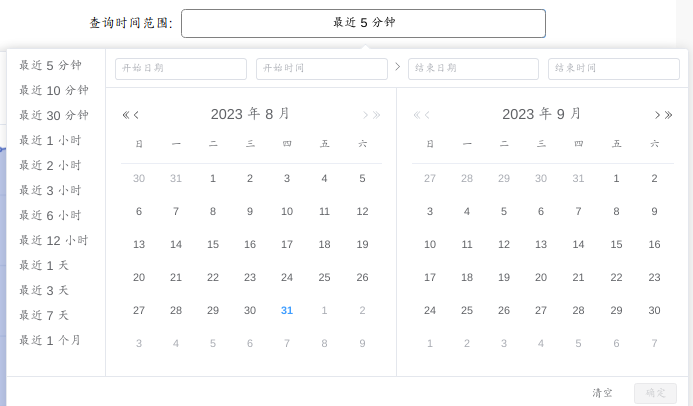 查询时间范围: 最近 5 分钟
最近 5 分钟
最近 10 分钟
最近 30 分钟
最近 1 小时
最近 2 小时
最近 3 小时
最近 6 小时
最近 12 小时
最近 1 天
最近 3 天
最近 7 天
最近 1 个月
开始日期 开始时间 > 结束日期 结束时间
« ‹ 2023 年 8 月 › »
日 一 二 三 四 五 六
30 31 1 2 3 4 5
6 7 8 9 10 11 12
13 14 15 16 17 18 19
20 21 22 23 24 25 26
27 28 29 30 31 1 2
3 4 5 6 7 8 9
« ‹ 2023 年 9 月 › »
日 一 二 三 四 五 六
27 28 29 30 31 1 2
3 4 5 6 7 8 9
10 11 12 13 14 15 16
17 18 19 20 21 22 23
24 25 26 27 28 29 30
1 2 3 4 5 6 7
清空 确定